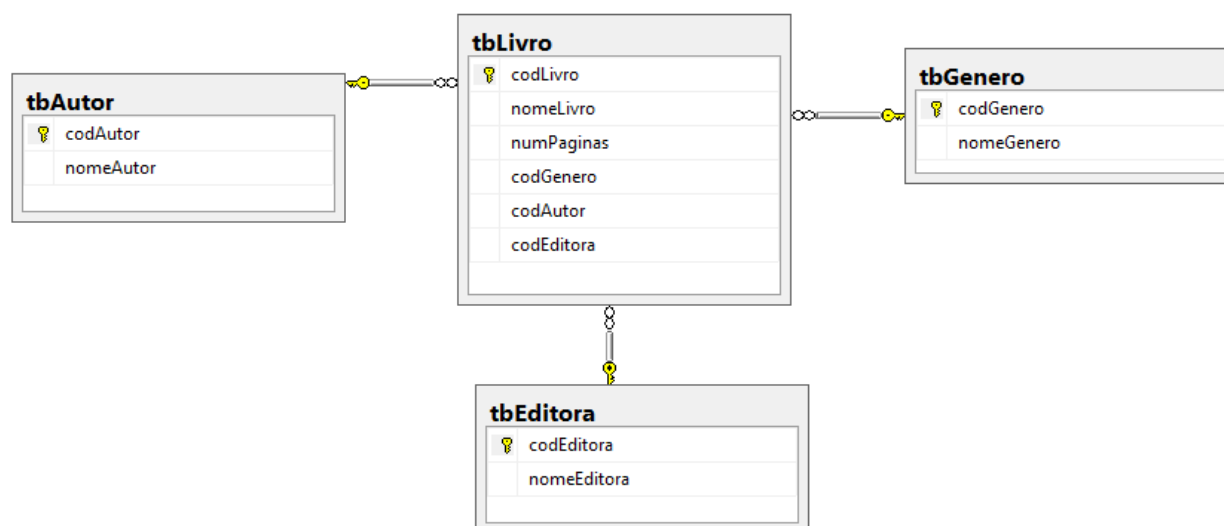 tbAutor
codAutor
nomeAutor
tbLivro
codLivro
nomeLivro
numPaginas
codGenero
codAutor
codEditora
tbGenero
codGenero
nomeGenero
tbEditora
codEditora
nomeEditora